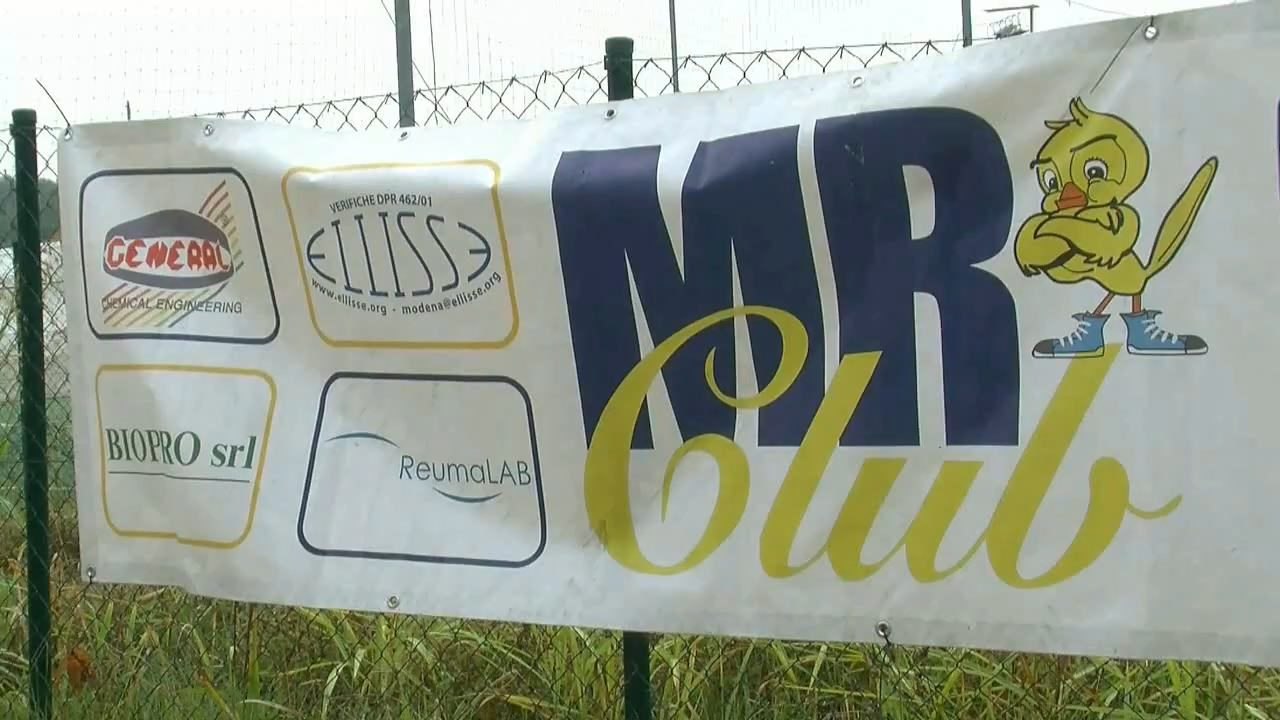 GENERAL
CHEMICAL ENGINEERING
VERIFICHE DPR 462/01
ELLISSE
www.ellisse.org - modena@ellisse.org
BIOPRO srl
ReumaLAB
MR
Club